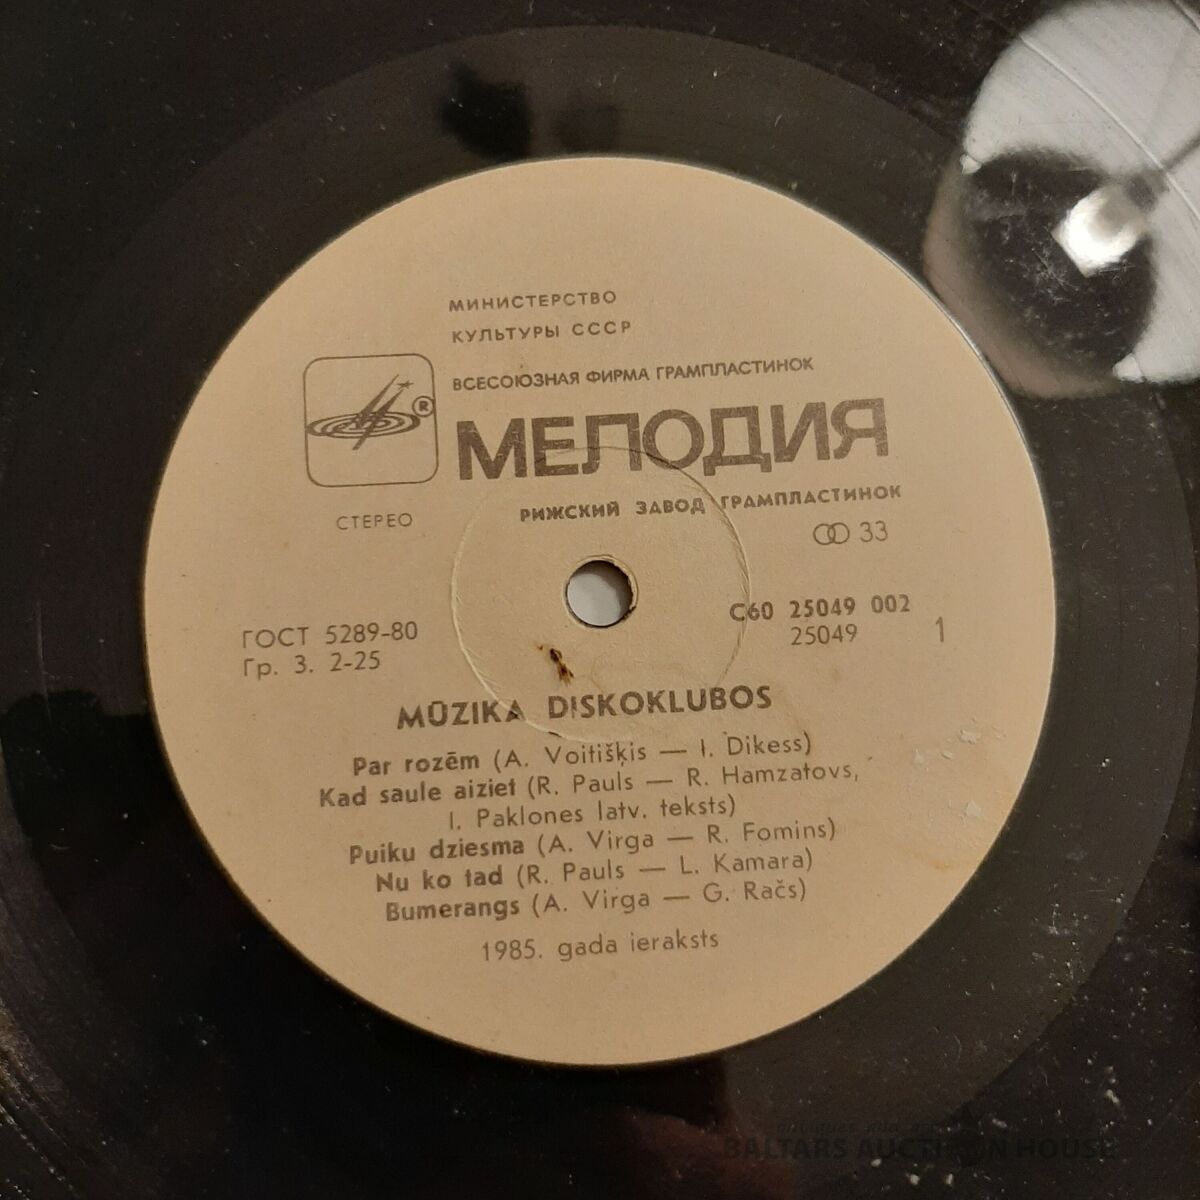 МИНИСТЕРСТВО
КУЛЬТУРЫ СССР
ВСЕСОЮЗНАЯ ФИРМА ГРАМПЛАСТИНОК
®
МЕЛОДИЯ
РИЖСКИЙ ЗАВОД ГРАМПЛАСТИНОК
СТЕРЕО
33
ГОСТ 5289-80
Гр. 3. 2-25
С60 25049 002
25049
1
MŪZIKA DISKOKLUBOS
Par rozēm (A. Voitišķis — I. Dikess)
Kad saule aiziet (R. Pauls — R. Hamzatovs,
I. Paklones latv. teksts)
Puiku dziesma (A. Virga — R. Fomins)
Nu ko tad (R. Pauls — L. Kamara)
Bumerangs (A. Virga — G. Račs)
1985. gada ieraksts
BALTARS AUCTION HOUSE